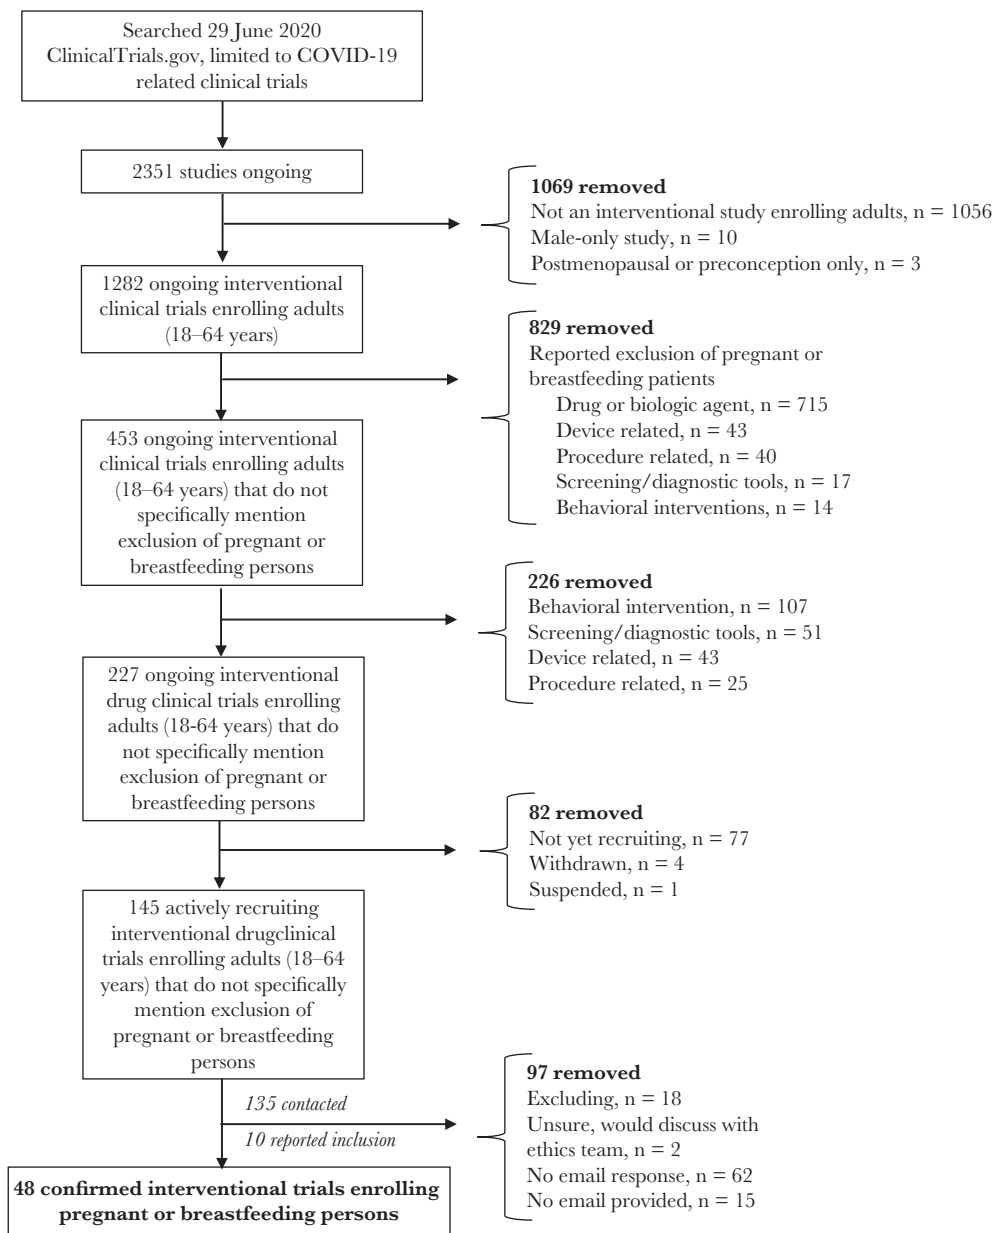 Searched 29 June 2020
ClinicalTrials.gov, limited to COVID-19
related clinical trials
2351 studies ongoing
1069 removed
Not an interventional study enrolling adults, n = 1056
Male-only study, n = 10
Postmenopausal or preconception only, n = 3
1282 ongoing interventional
clinical trials enrolling adults
(18–64 years)
829 removed
Reported exclusion of pregnant or
breastfeeding patients
Drug or biologic agent, n = 715
Device related, n = 43
Procedure related, n = 40
Screening/diagnostic tools, n = 17
Behavioral interventions, n = 14
453 ongoing interventional
clinical trials enrolling adults
(18–64 years) that do not
specifically mention
exclusion of pregnant or
breastfeeding persons
226 removed
Behavioral intervention, n = 107
Screening/diagnostic tools, n = 51
Device related, n = 43
Procedure related, n = 25
227 ongoing interventional
drug clinical trials enrolling
adults (18-64 years) that do
not specifically mention
exclusion of pregnant or
breastfeeding persons
82 removed
Not yet recruiting, n = 77
Withdrawn, n = 4
Suspended, n = 1
145 actively recruiting
interventional drugclinical
trials enrolling adults (18–64
years) that do not specifically
mention exclusion of
pregnant or breastfeeding
persons
97 removed
Excluding, n = 18
Unsure, would discuss with
ethics team, n = 2
No email response, n = 62
No email provided, n = 15
135 contacted
10 reported inclusion
48 confirmed interventional trials enrolling
pregnant or breastfeeding persons